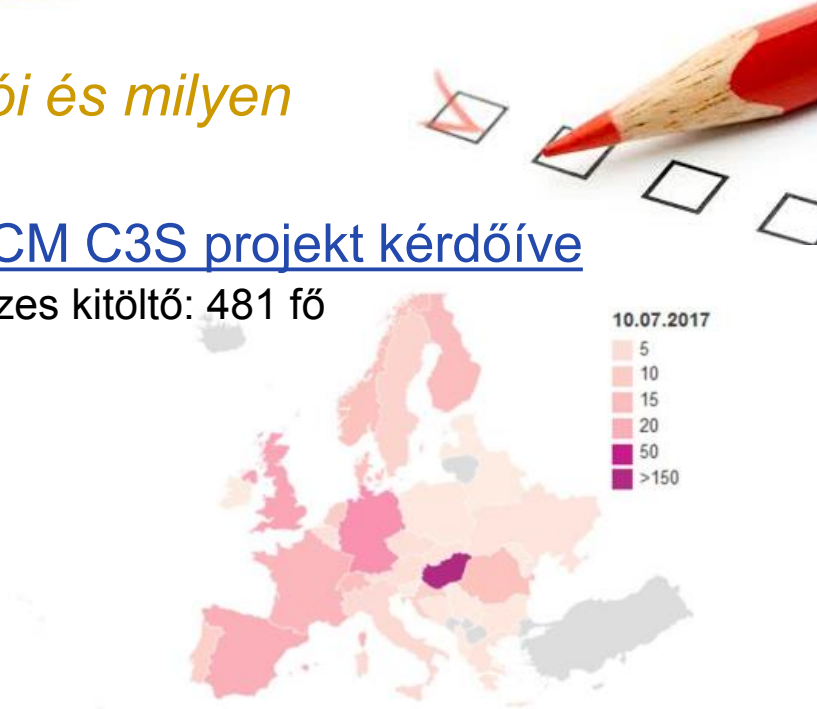 ói és milyen
CM C3S projekt kérdőíve
zes kitöltő: 481 fő
10.07.2017
5
10
15
20
50
>150